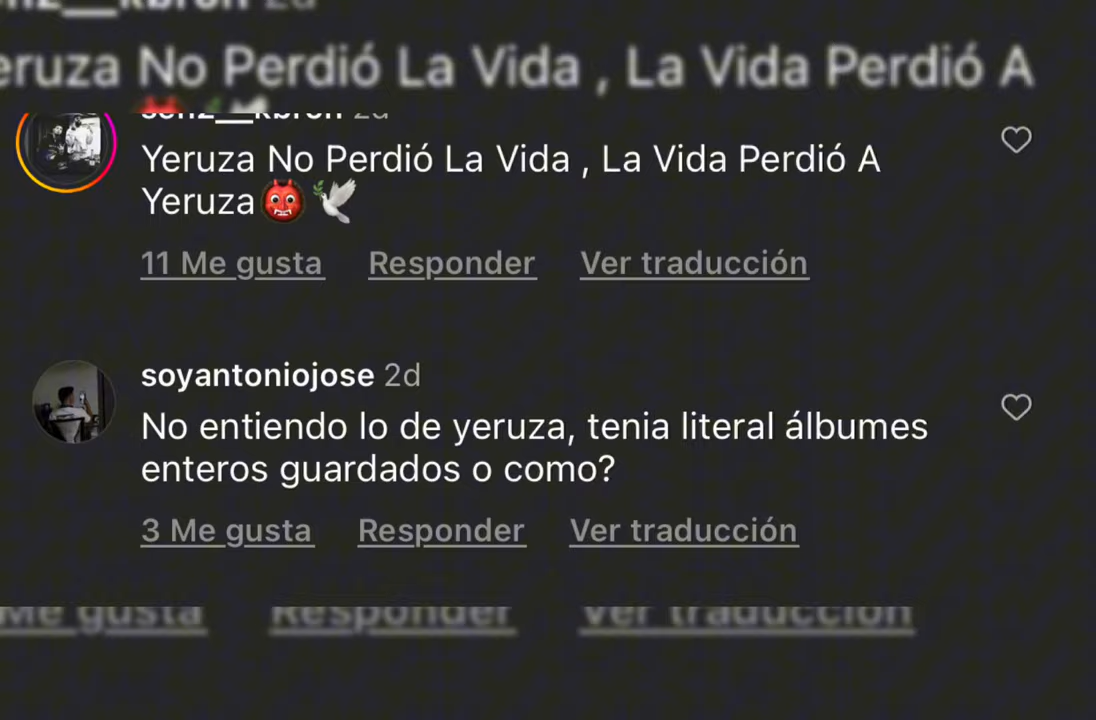 No Perdió La Vida , La Vida Perdió A
2d
Yeruza No Perdió La Vida , La Vida Perdió A
Yeruza👹🕊️
11 Me gusta Responder Ver traducción
soyantoniojose 2d
No entiendo lo de yeruza, tenia literal álbumes
enteros guardados o como?
3 Me gusta Responder Ver traducción
Me gusta Responder Ver traducción